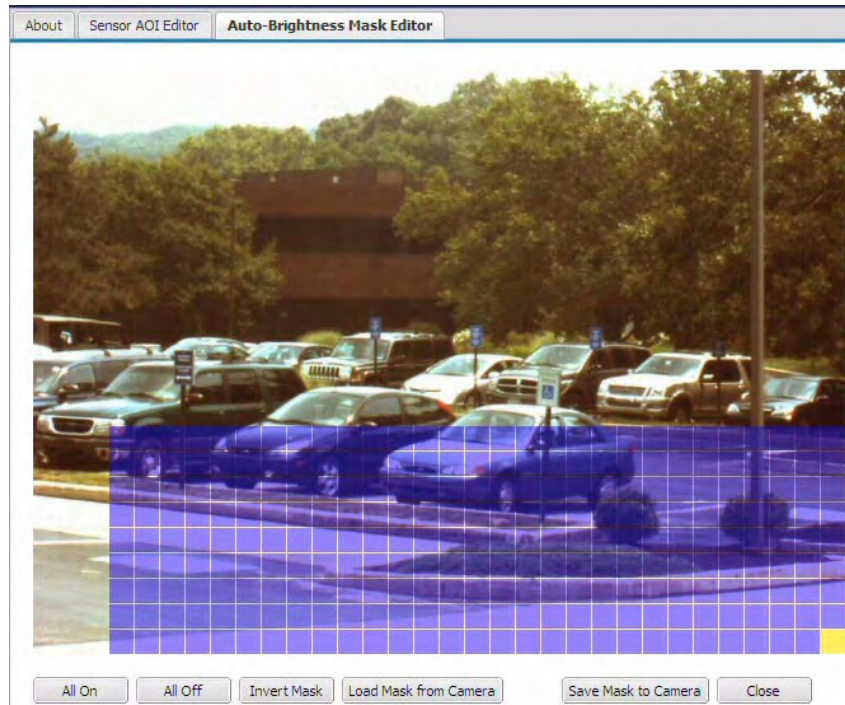 About
Sensor AOI Editor
Auto-Brightness Mask Editor
All On
All Off
Invert Mask
Load Mask from Camera
Save Mask to Camera
Close